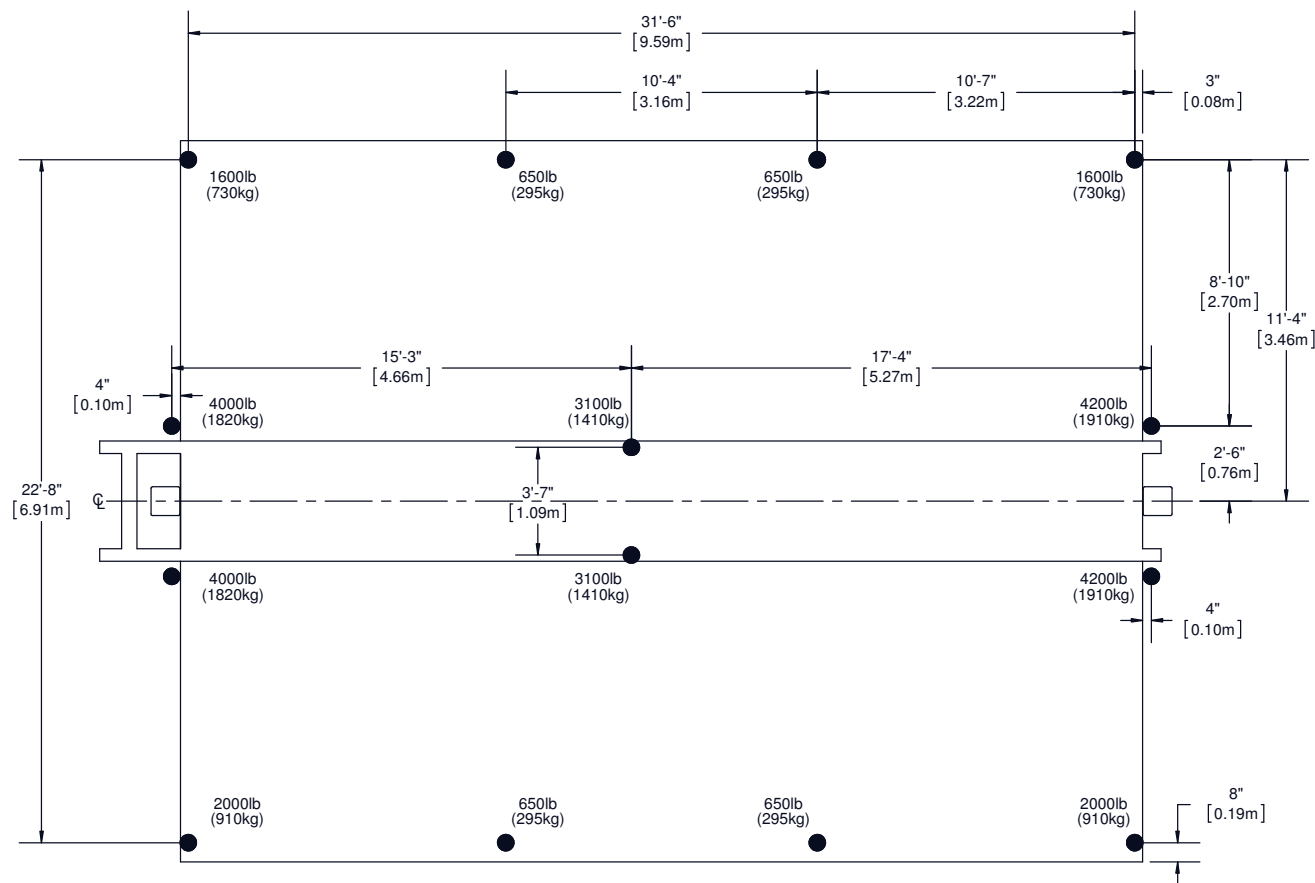 31'-6"
[9.59m]
10'-4"
[3.16m]
10'-7"
[3.22m]
3"
[0.08m]
1600lb
(730kg)
650lb
(295kg)
650lb
(295kg)
1600lb
(730kg)
8'-10"
[2.70m]
11'-4"
[3.46m]
15'-3"
[4.66m]
17'-4"
[5.27m]
4"
[0.10m]
4000lb
(1820kg)
3100lb
(1410kg)
4200lb
(1910kg)
2'-6"
[0.76m]
22'-8"
[6.91m]
℄
3'-7"
[1.09m]
4000lb
(1820kg)
3100lb
(1410kg)
4200lb
(1910kg)
4"
[0.10m]
2000lb
(910kg)
650lb
(295kg)
650lb
(295kg)
2000lb
(910kg)
8"
[0.19m]